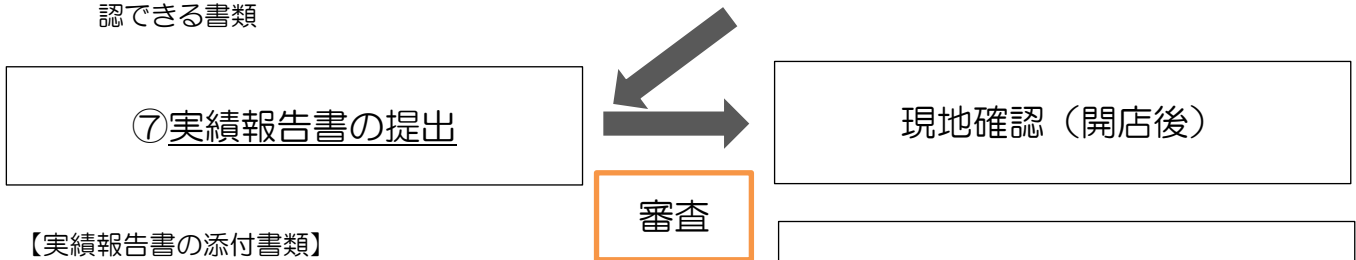 認できる書類
⑦実績報告書の提出
現地確認（開店後）
審査
【実績報告書の添付書類】